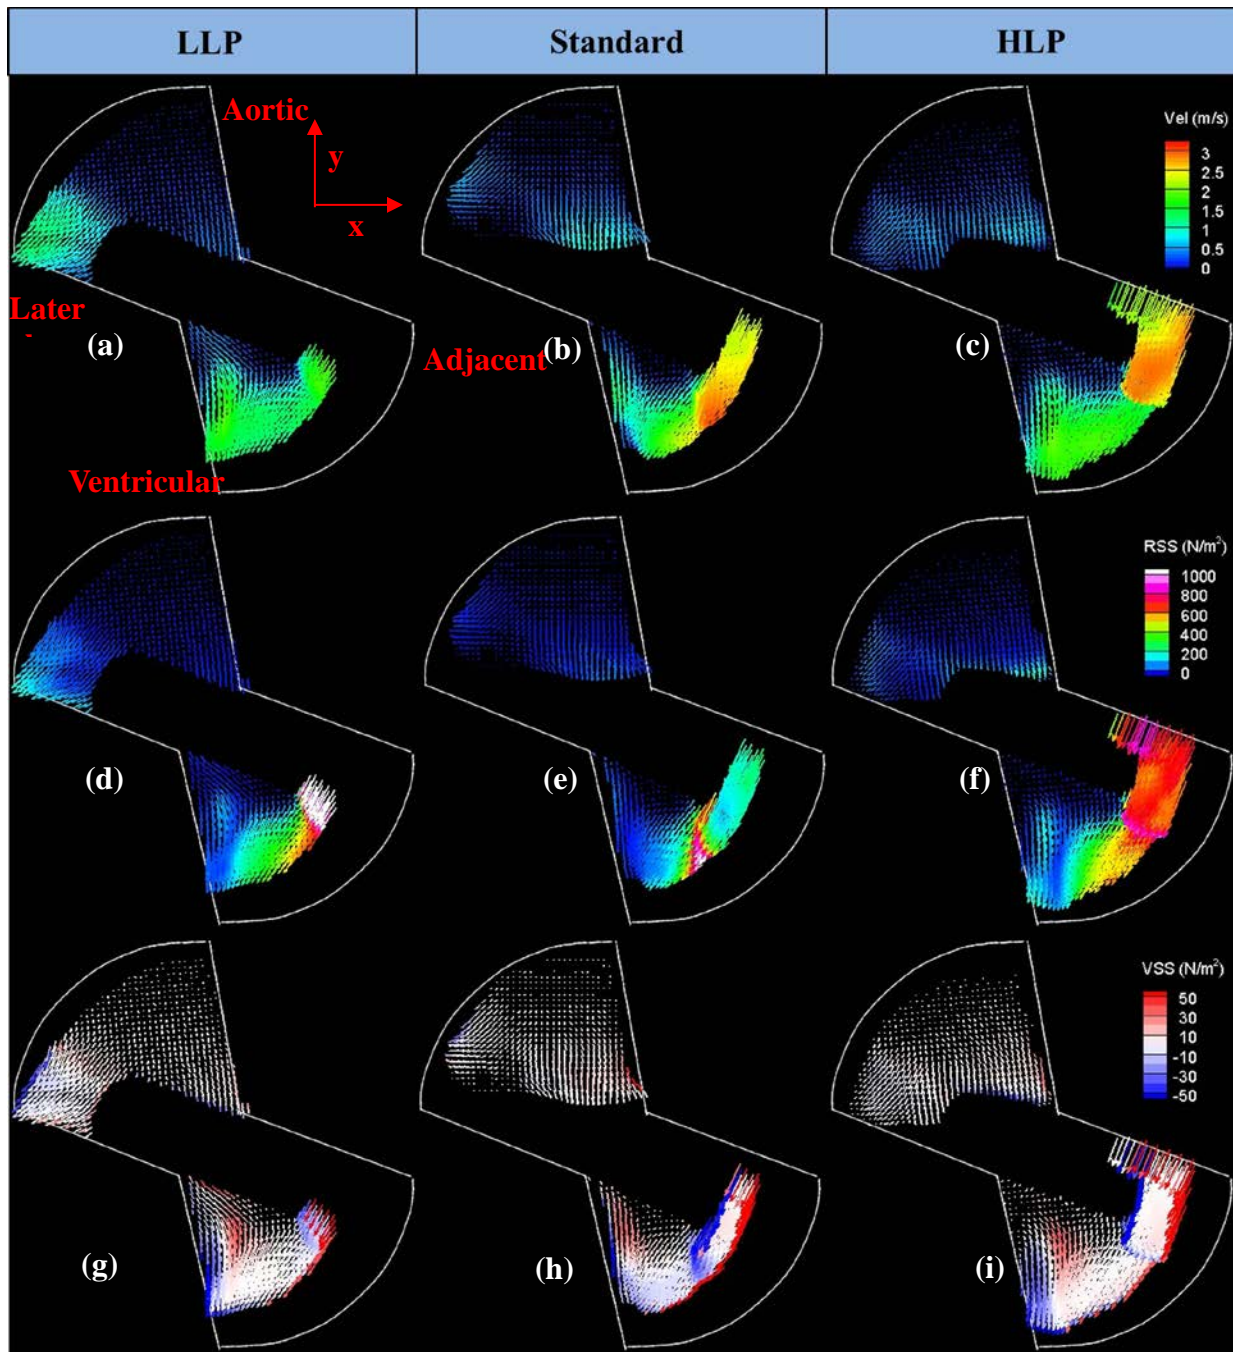 LLP Standard HLP
Aortic
y
x
Vel (m/s)
3
2.5
2
1.5
1
0.5
0
Later
(a)
Adjacent
(b)
(c)
Ventricular
RSS (N/m²)
1000
800
600
400
200
0
(d)
(e)
(f)
VSS (N/m²)
50
30
10
-10
-30
-50
(g)
(h)
(i)